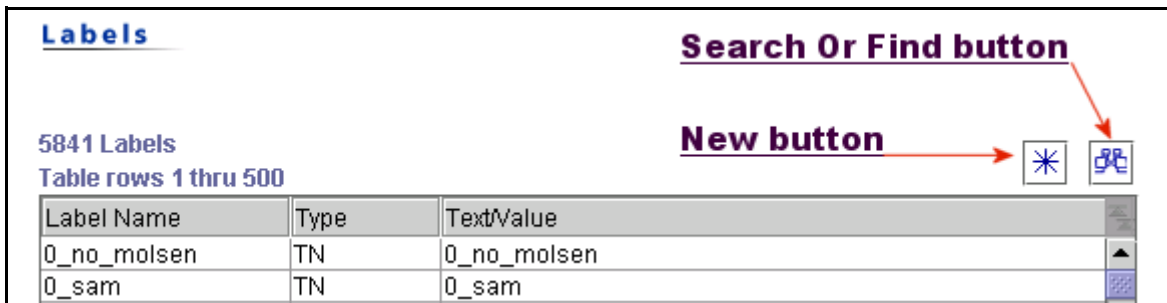 Labels
Search Or Find button
5841 Labels
New button
Table rows 1 thru 500
Label Name Type Text/Value
0_no_molsen TN 0_no_molsen
0_sam TN 0_sam